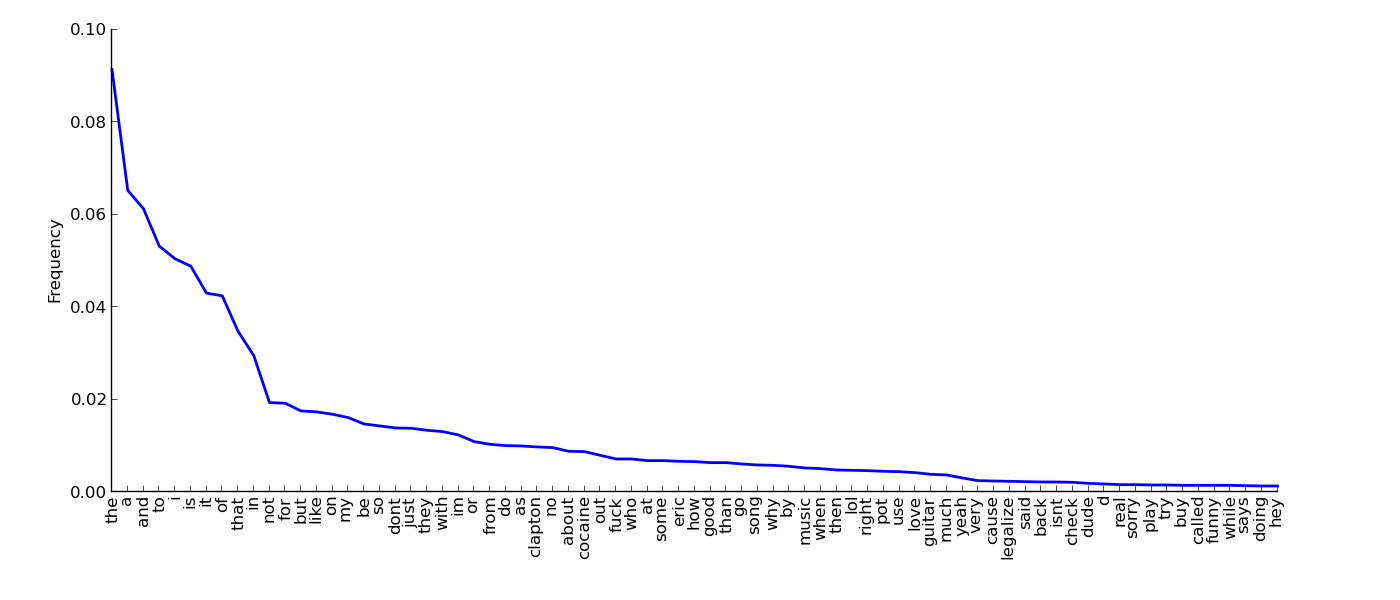 0.10
0.08
0.06
0.04
0.02
0.00
Frequency
the
a
and
to
i
is
it
of
that
in
not
for
but
like
on
my
be
so
dont
just
they
with
im
or
from
do
as
clapton
no
about
cocaine
out
fuck
who
at
some
eric
how
good
than
go
song
why
by
music
when
then
lol
right
pot
use
love
guitar
much
yeah
very
cause
legalize
said
back
isnt
check
dude
d
real
sorry
play
try
buy
called
funny
while
says
doing
hey